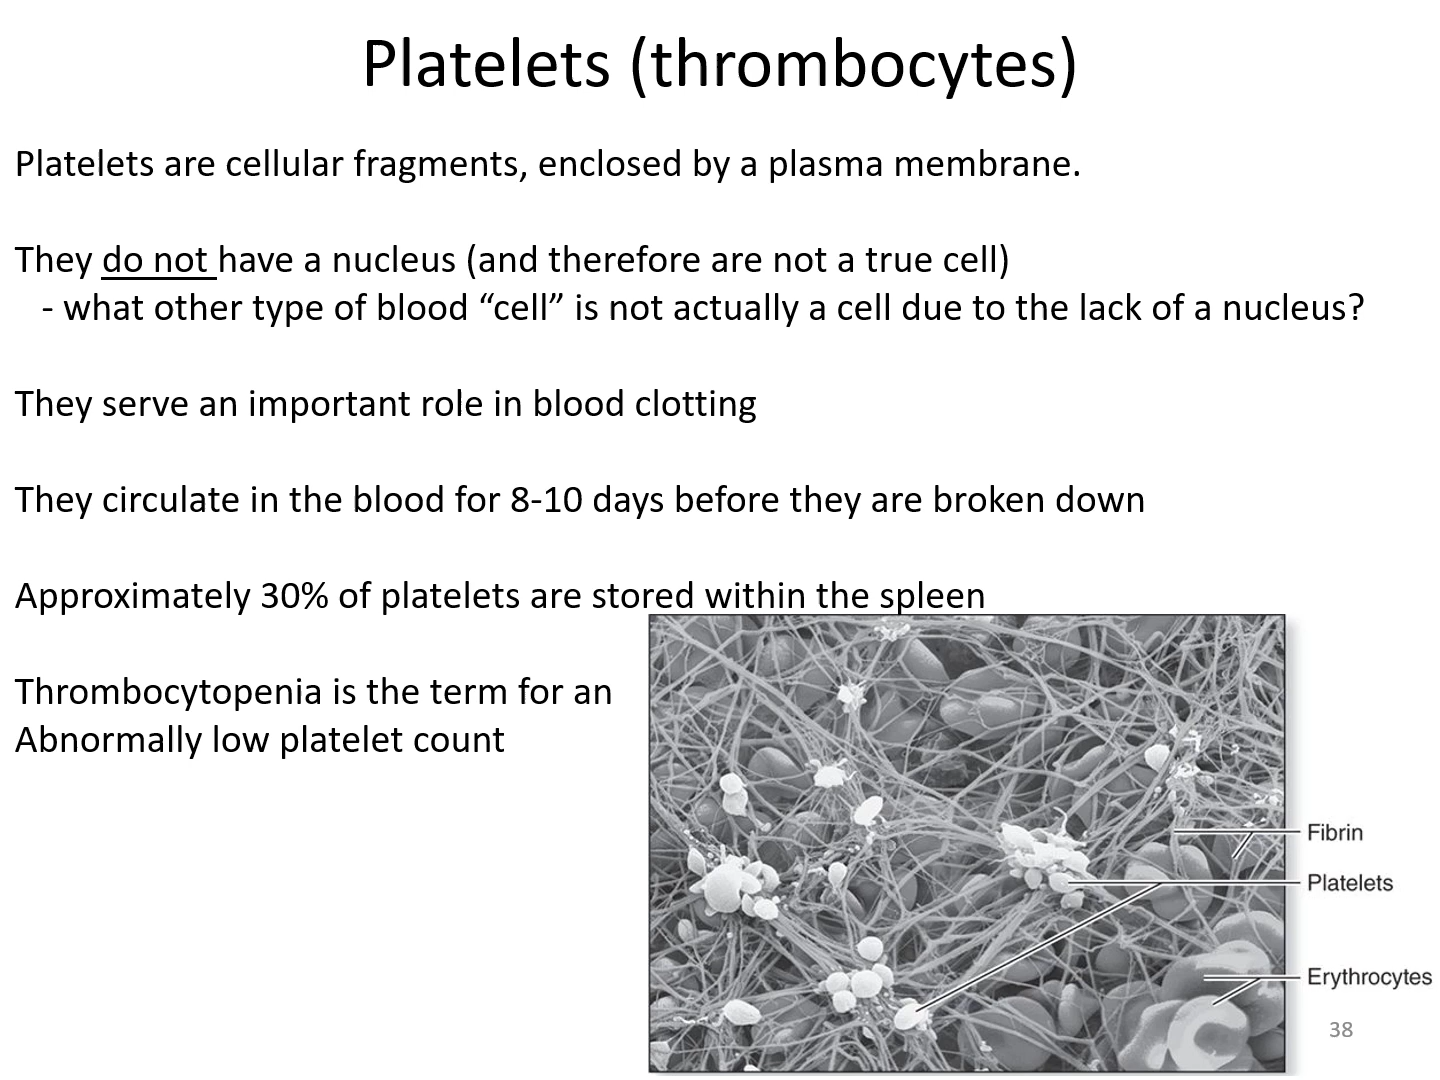 Platelets (thrombocytes)
Platelets are cellular fragments, enclosed by a plasma membrane.
They do not have a nucleus (and therefore are not a true cell)
- what other type of blood “cell” is not actually a cell due to the lack of a nucleus?
They serve an important role in blood clotting
They circulate in the blood for 8-10 days before they are broken down
Approximately 30% of platelets are stored within the spleen
Thrombocytopenia is the term for an
Abnormally low platelet count
Fibrin
Platelets
Erythrocytes
38